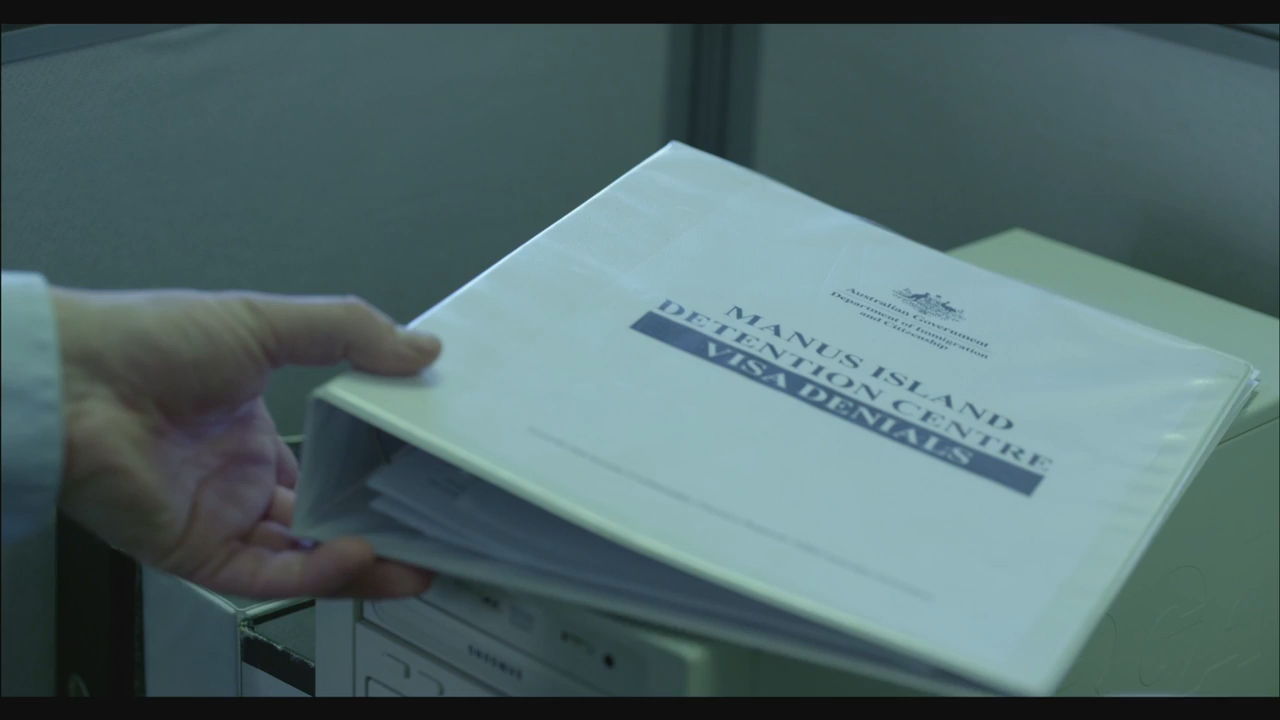 Australian Government
Department of Immigration
and Citizenship
MANUS ISLAND
DETENTION CENTRE
VISA DENIALS